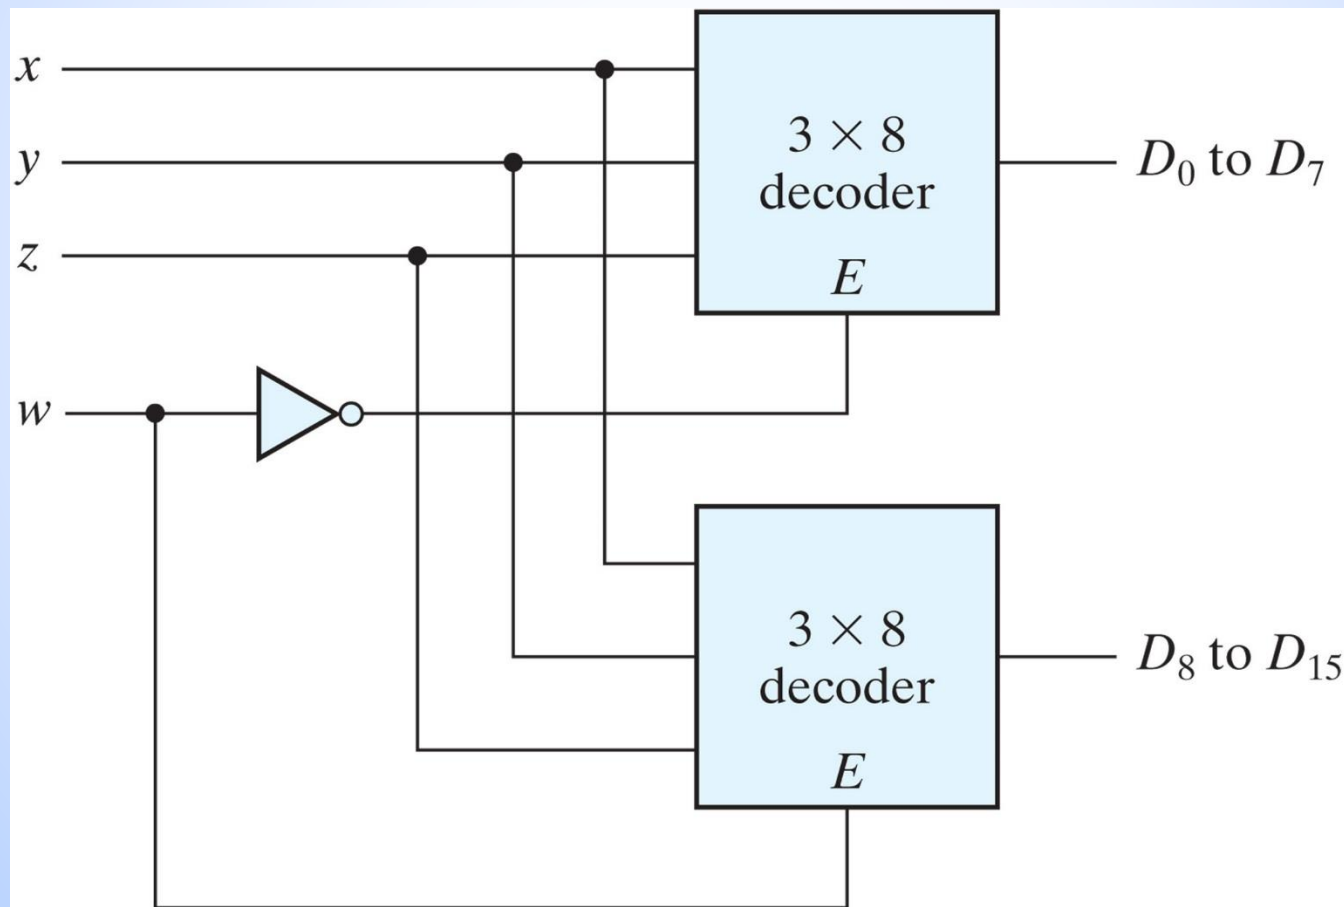 x
y
z
w
3 × 8
decoder
E
D₀ to D₇
3 × 8
decoder
E
D₈ to D₁₅